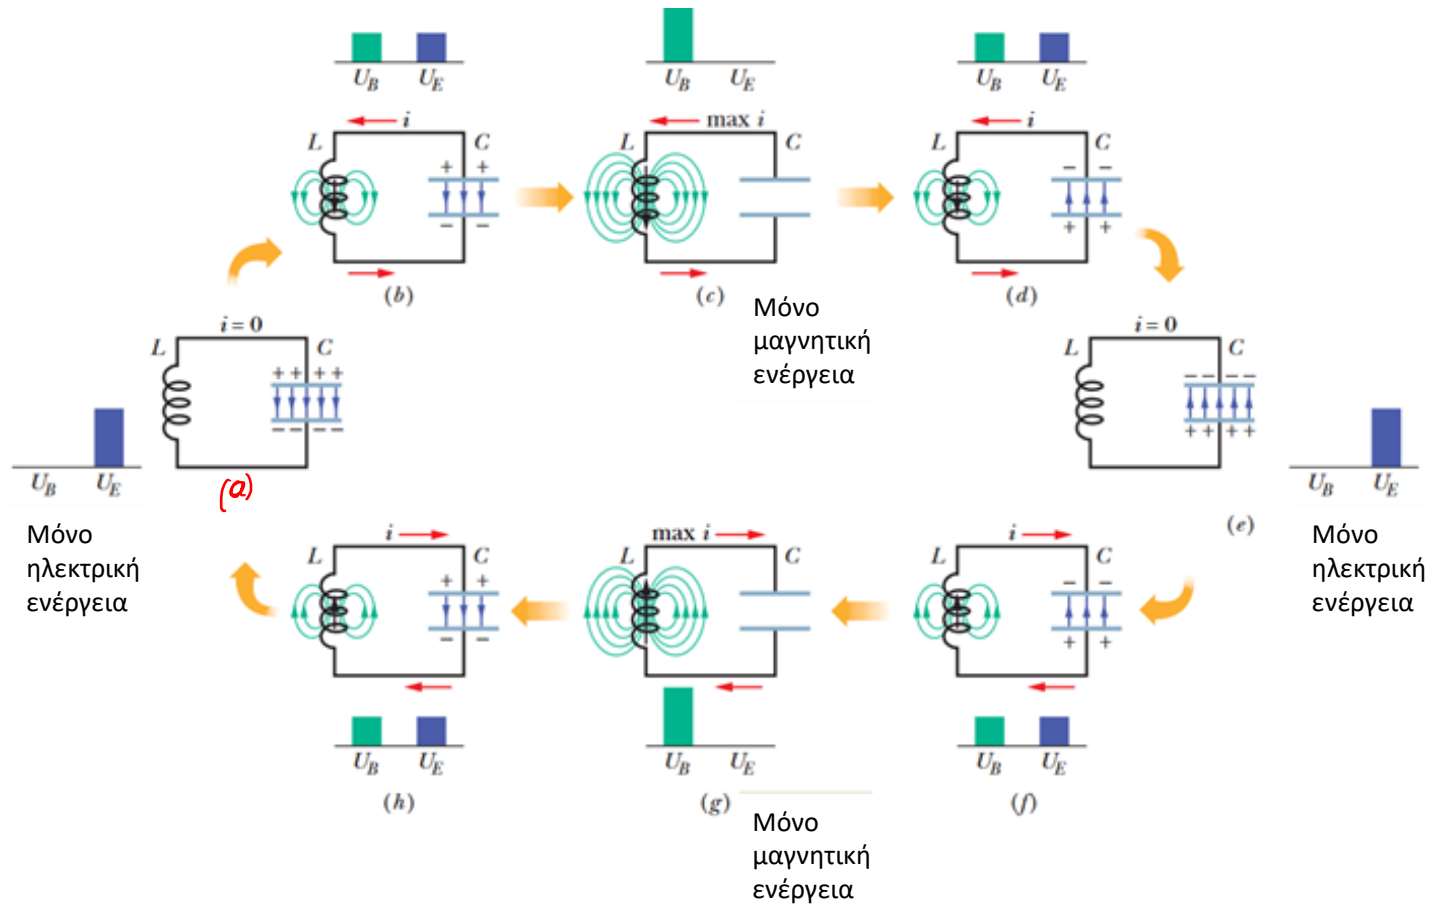 U_B U_E
U_B U_E
U_B U_E
i
max i
i
L C
L C
L C
+ +
− −
− −
+ +
(b)
(c)
(d)
Μόνο
μαγνητική
ενέργεια
i = 0
L C
+ + + +
− − − −
(a)
U_B U_E
Μόνο
ηλεκτρική
ενέργεια
i = 0
L C
− − − −
+ + + +
(e)
U_B U_E
Μόνο
ηλεκτρική
ενέργεια
i
max i
i
L C
L C
L C
+ +
− −
− −
+ +
U_B U_E
U_B U_E
U_B U_E
(h)
(g)
(f)
Μόνο
μαγνητική
ενέργεια